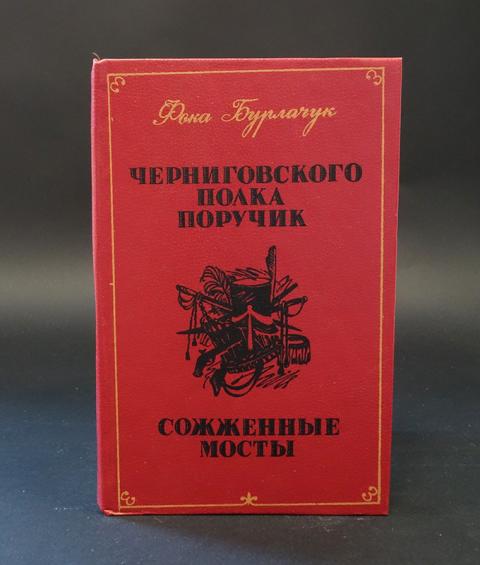 Фока Бурлачук
ЧЕРНИГОВСКОГО
ПОЛКА
ПОРУЧИК
СОЖЖЕННЫЕ
МОСТЫ